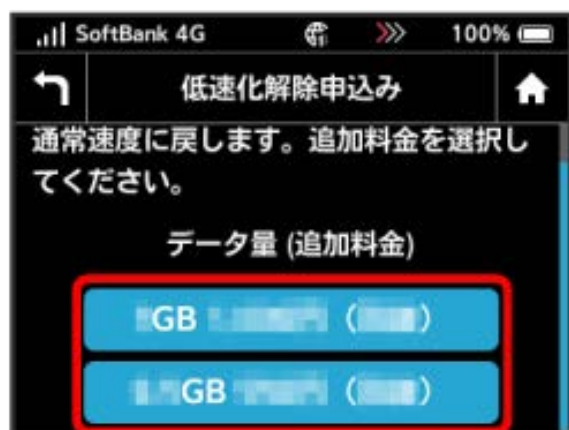 SoftBank 4G 100%
低速化解除申込み
通常速度に戻します。追加料金を選択し
てください。
データ量 (追加料金)
GB ( )
GB ( )